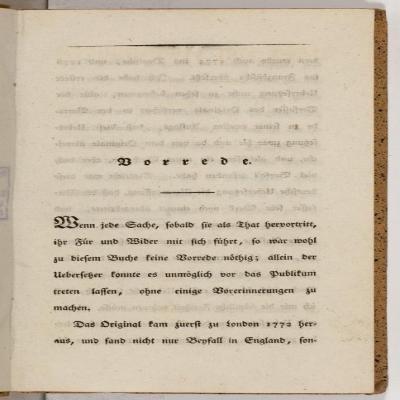 Vorrede.
Wenn jede Sache, sobald sie als That hervortritt,
ihr Für und Wider mit sich führt, so wär wohl
zu diesem Buche keine Vorrede nöthig; allein der
Uebersetzer konnte es unmöglich vor das Publikum
treten lassen, ohne einige Vorerinnerungen zu
machen.
Das Original kam zuerst zu London 1772 her-
aus, und fand nicht nur Beyfall in England, son-